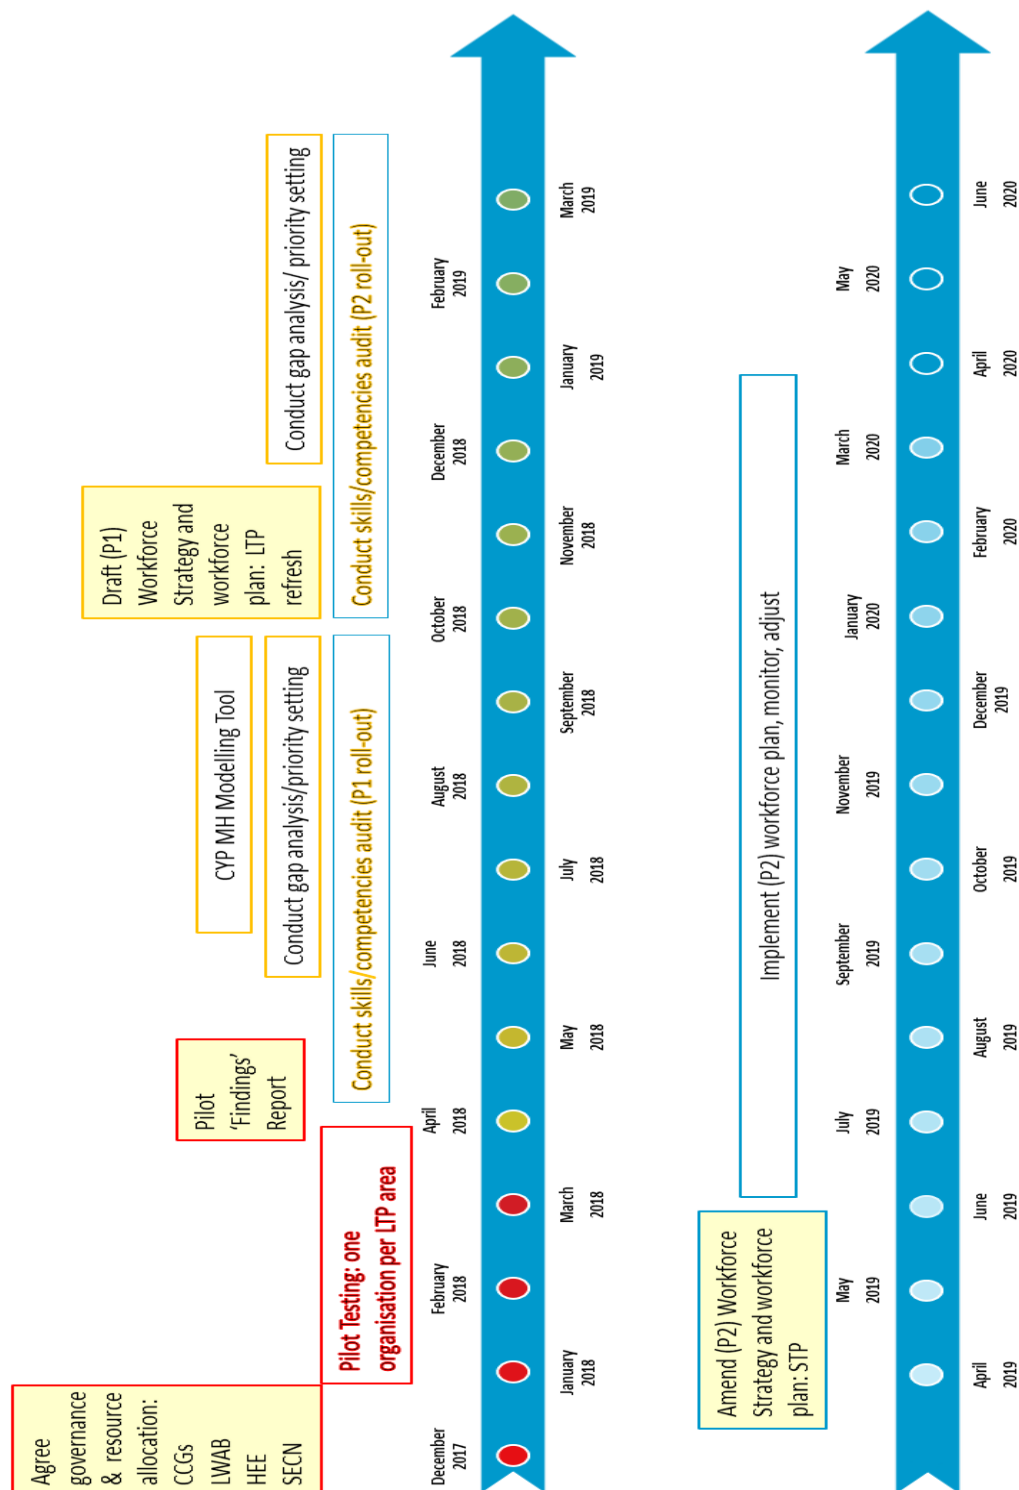 Agree
governance
& resource
allocation:
CCGs
LWAB
HEE
SECN
Pilot Testing: one
organisation per LTP area
Pilot
‘Findings’
Report
CYP MH Modelling Tool
Conduct gap analysis/priority setting
Conduct skills/competencies audit (P1 roll-out)
Draft (P1)
Workforce
Strategy and
workforce
plan: LTP
refresh
Conduct gap analysis/ priority setting
Conduct skills/competencies audit (P2 roll-out)
December
2017
January
2018
February
2018
March
2018
April
2018
May
2018
June
2018
July
2018
August
2018
September
2018
October
2018
November
2018
December
2018
January
2019
February
2019
March
2019
Amend (P2) Workforce
Strategy and workforce
plan: STP
Implement (P2) workforce plan, monitor, adjust
April
2019
May
2019
June
2019
July
2019
August
2019
September
2019
October
2019
November
2019
December
2019
January
2020
February
2020
March
2020
April
2020
May
2020
June
2020